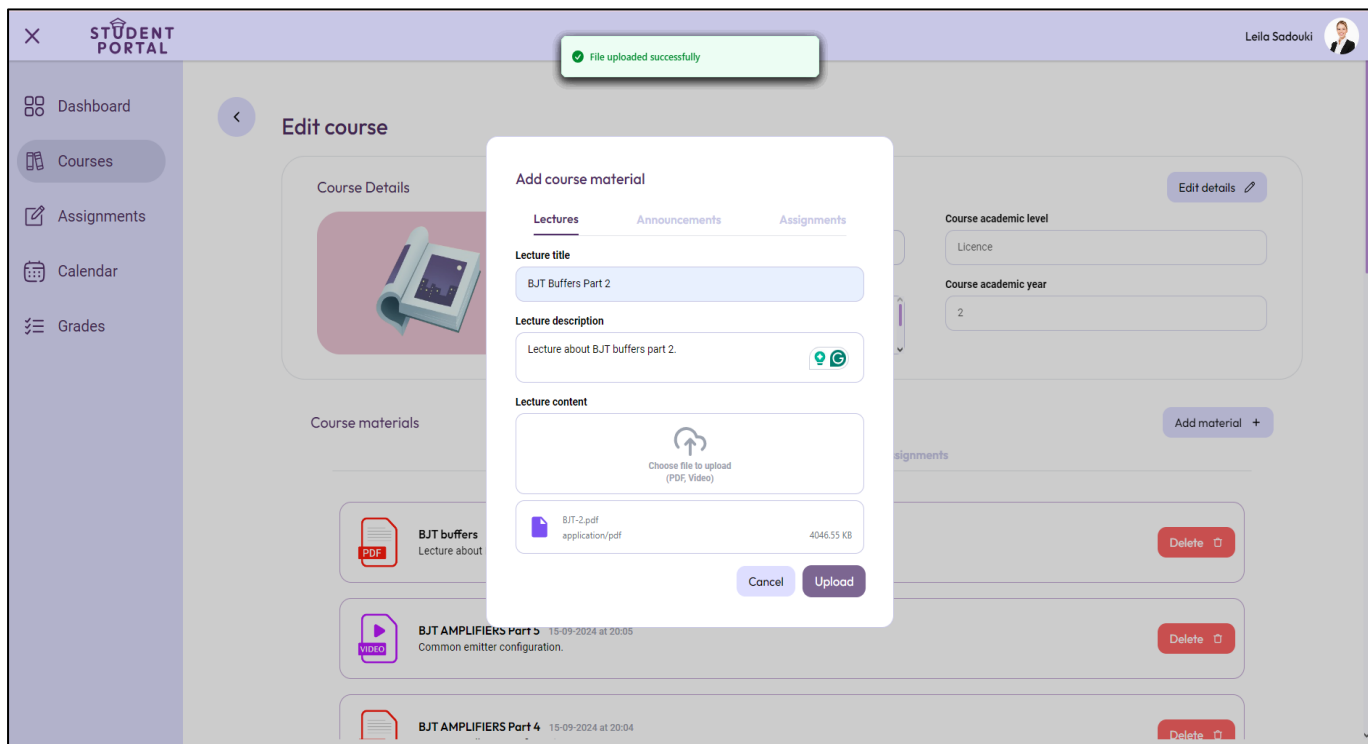 STUDENT
PORTAL
Leila Sadouki
File uploaded successfully
Dashboard
Courses
Assignments
Calendar
Grades
Edit course
Course Details
Edit details
Course academic level
Licence
Course academic year
2
Add course material
Lectures Announcements Assignments
Lecture title
BJT Buffers Part 2
Lecture description
Lecture about BJT buffers part 2.
Lecture content
Choose file to upload
(PDF, Video)
BJT-2.pdf
application/pdf
4046.55 KB
Cancel Upload
Course materials
Add material +
signments
PDF
BJT buffers
Lecture about
Delete
VIDEO
BJT AMPLIFIERS Part 5 15-09-2024 at 20:05
Common emitter configuration.
Delete
BJT AMPLIFIERS Part 4 15-09-2024 at 20:04
Delete